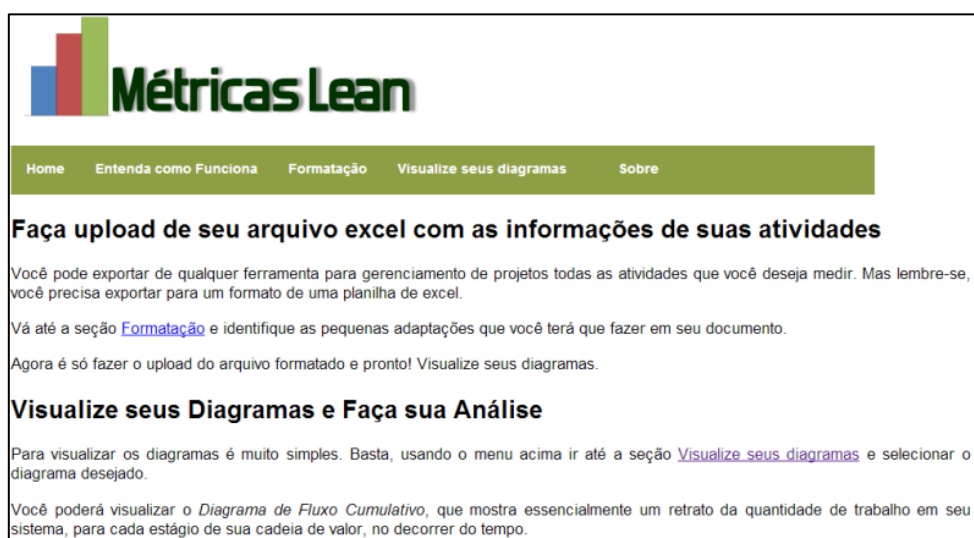 Métricas Lean
Home Entenda como Funciona Formatação Visualize seus diagramas Sobre
Faça upload de seu arquivo excel com as informações de suas atividades
Você pode exportar de qualquer ferramenta para gerenciamento de projetos todas as atividades que você deseja medir. Mas lembre-se,
você precisa exportar para um formato de uma planilha de excel.
Vá até a seção Formatação e identifique as pequenas adaptações que você terá que fazer em seu documento.
Agora é só fazer o upload do arquivo formatado e pronto! Visualize seus diagramas.
Visualize seus Diagramas e Faça sua Análise
Para visualizar os diagramas é muito simples. Basta, usando o menu acima ir até a seção Visualize seus diagramas e selecionar o
diagrama desejado.
Você poderá visualizar o Diagrama de Fluxo Cumulativo, que mostra essencialmente um retrato da quantidade de trabalho em seu
sistema, para cada estágio de sua cadeia de valor, no decorrer do tempo.